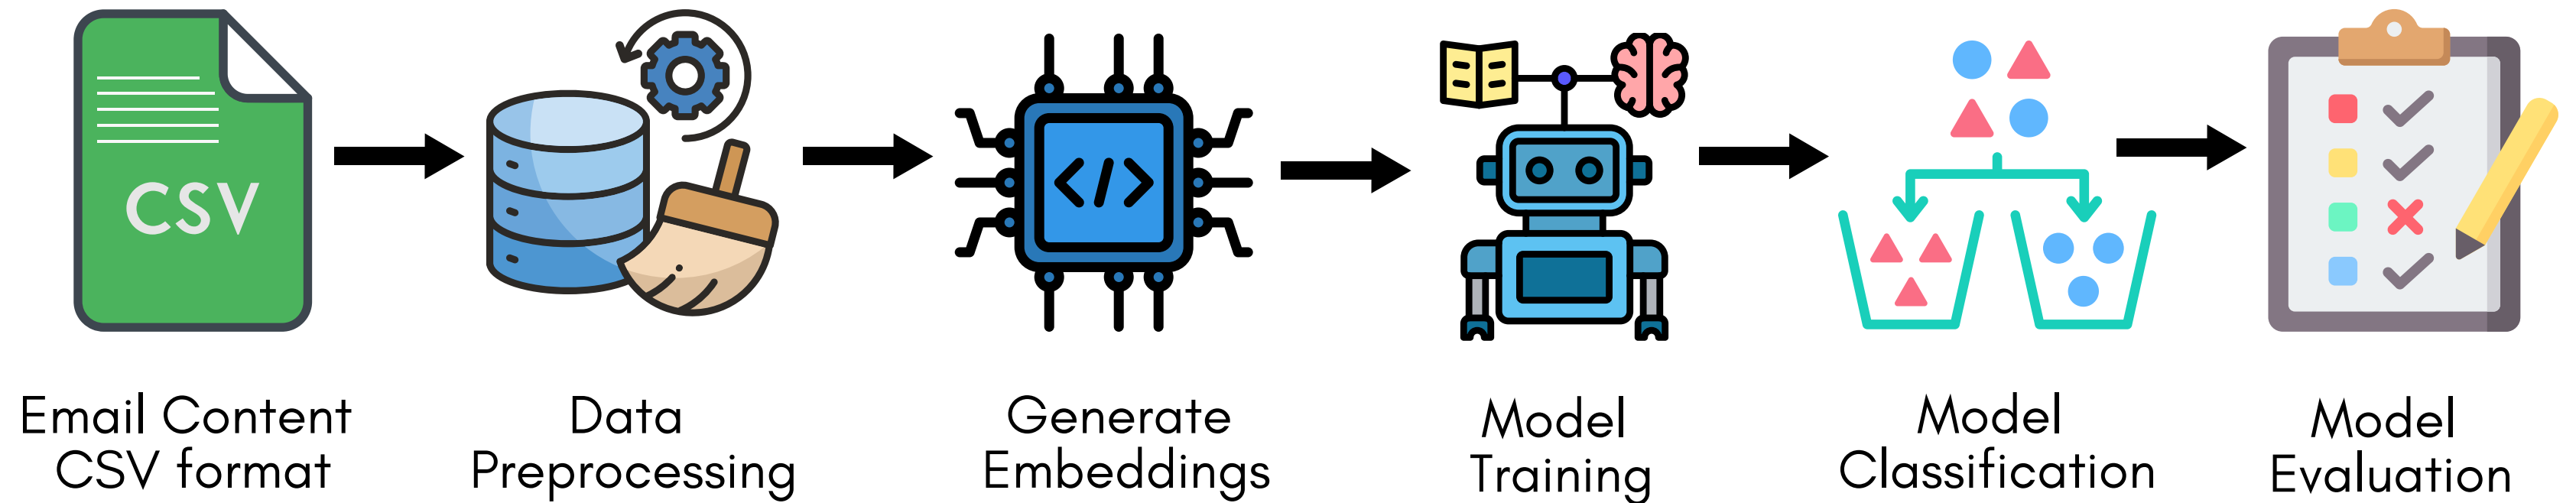 CSV
</>
Email Content
CSV format
Data
Preprocessing
Generate
Embeddings
Model
Training
Model
Classification
Model
Evaluation